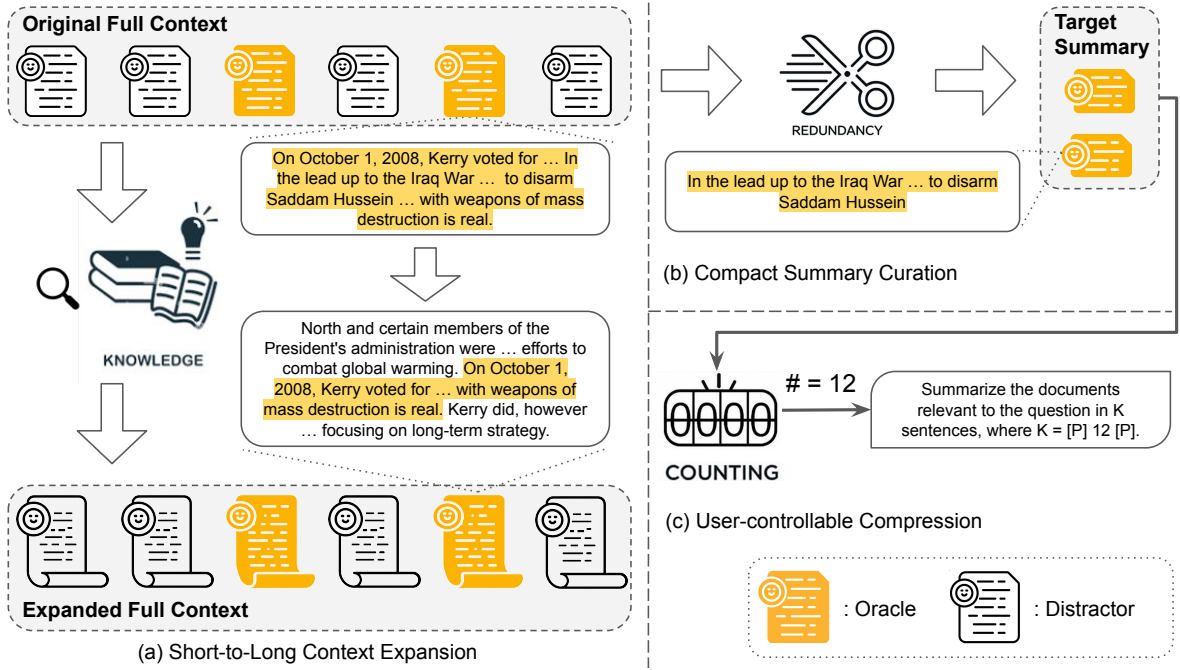 Original Full Context
On October 1, 2008, Kerry voted for … In
the lead up to the Iraq War … to disarm
Saddam Hussein … with weapons of mass
destruction is real.
KNOWLEDGE
North and certain members of the
President's administration were … efforts to
combat global warming. On October 1,
2008, Kerry voted for … with weapons of
mass destruction is real. Kerry did, however
… focusing on long-term strategy.
Expanded Full Context
(a) Short-to-Long Context Expansion
REDUNDANCY
Target
Summary
In the lead up to the Iraq War … to disarm
Saddam Hussein
(b) Compact Summary Curation
0000
COUNTING
# = 12
Summarize the documents
relevant to the question in K
sentences, where K = [P] 12 [P].
(c) User-controllable Compression
: Oracle
: Distractor